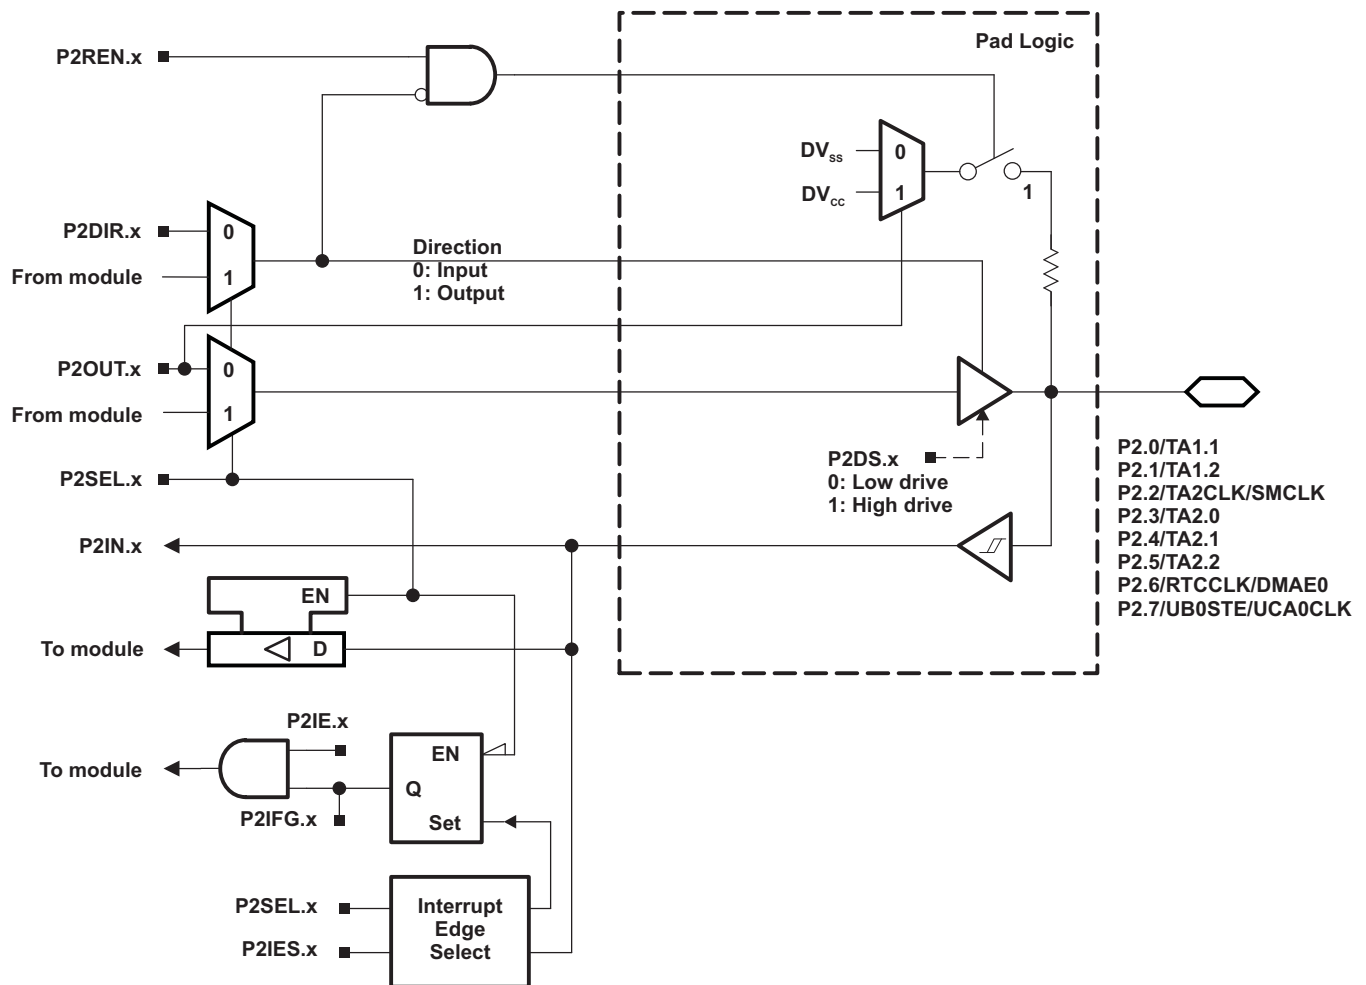 Pad Logic
P2REN.x
DVSS
0
DVCC
1
1
P2DIR.x
0
From module
1
Direction
0: Input
1: Output
P2OUT.x
0
From module
1
P2SEL.x
P2DS.x
0: Low drive
1: High drive
P2.0/TA1.1
P2.1/TA1.2
P2.2/TA2CLK/SMCLK
P2.3/TA2.0
P2.4/TA2.1
P2.5/TA2.2
P2.6/RTCCLK/DMAE0
P2.7/UB0STE/UCA0CLK
P2IN.x
EN
To module
D
P2IE.x
EN
To module
Q
P2IFG.x
Set
P2SEL.x
Interrupt
Edge
Select
P2IES.x